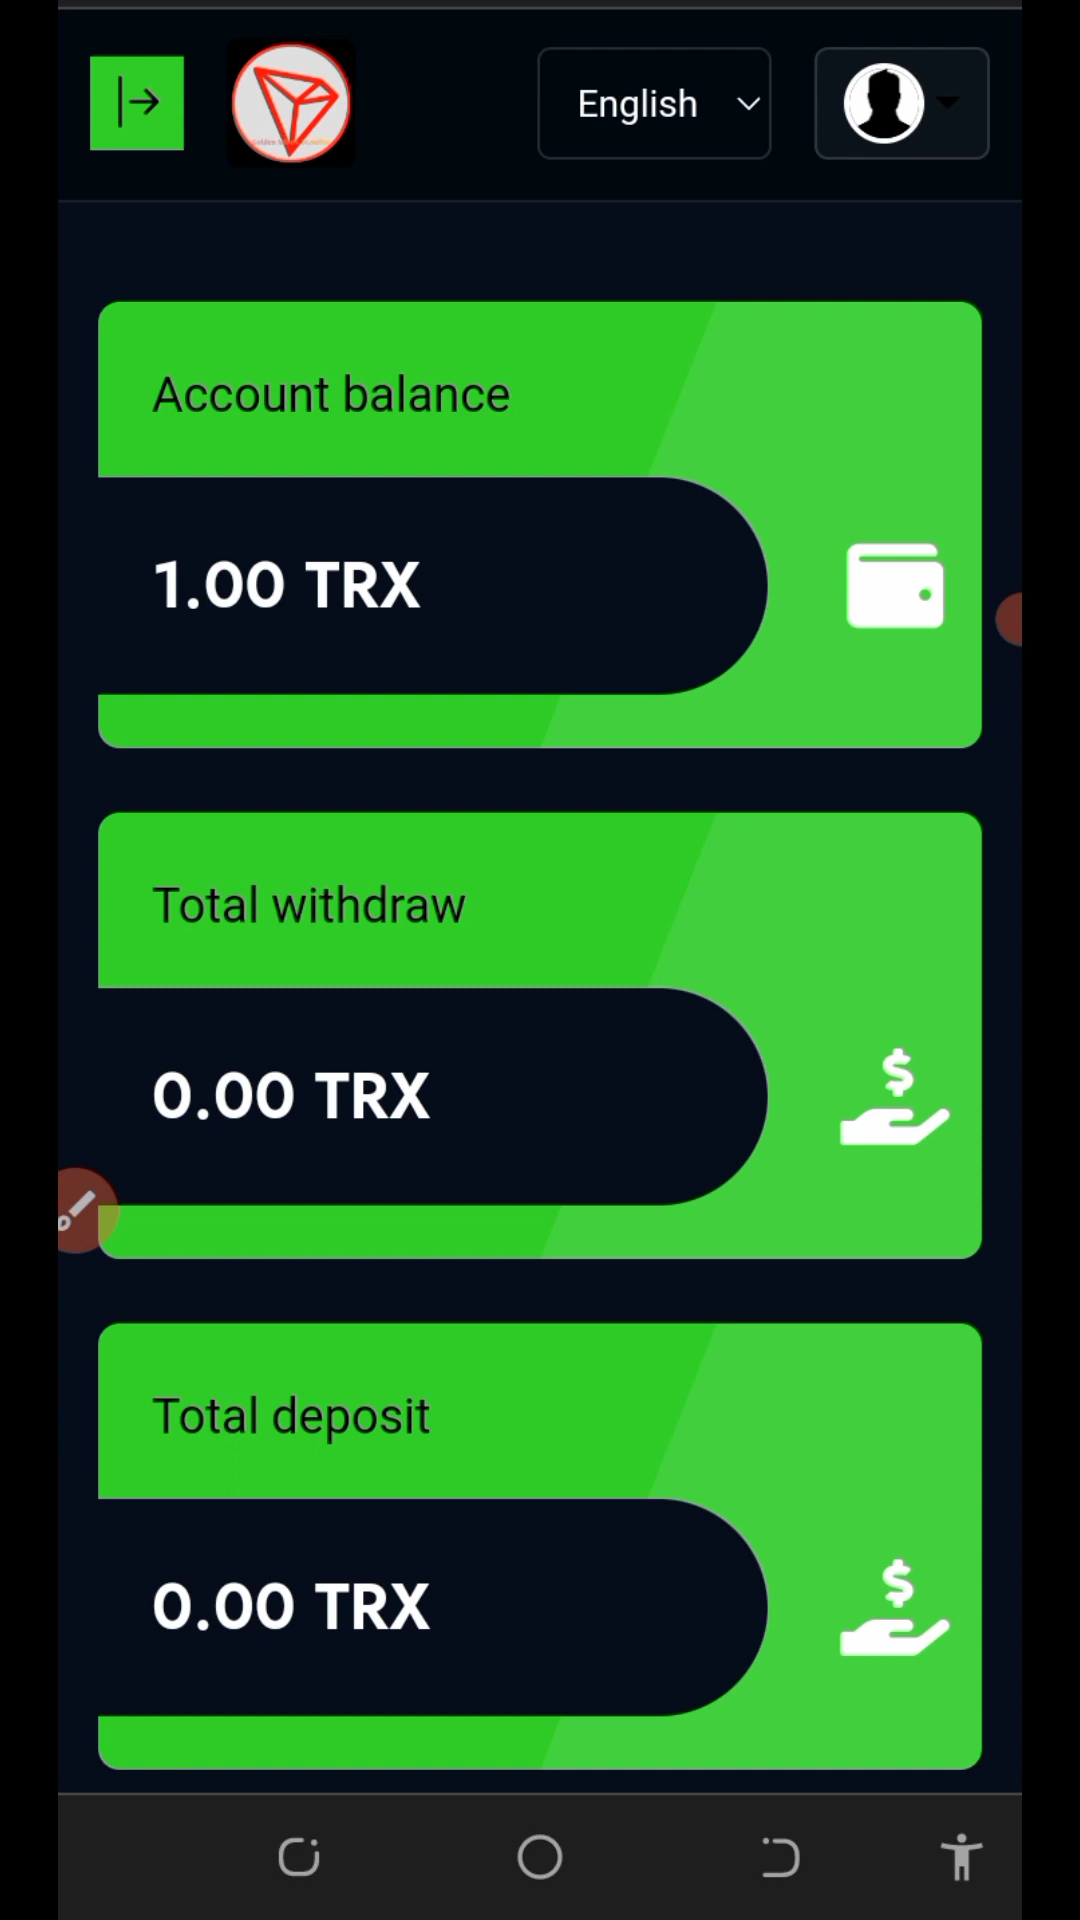 English
Account balance
1.00 TRX
Total withdraw
$
0.00 TRX
Total deposit
$
0.00 TRX